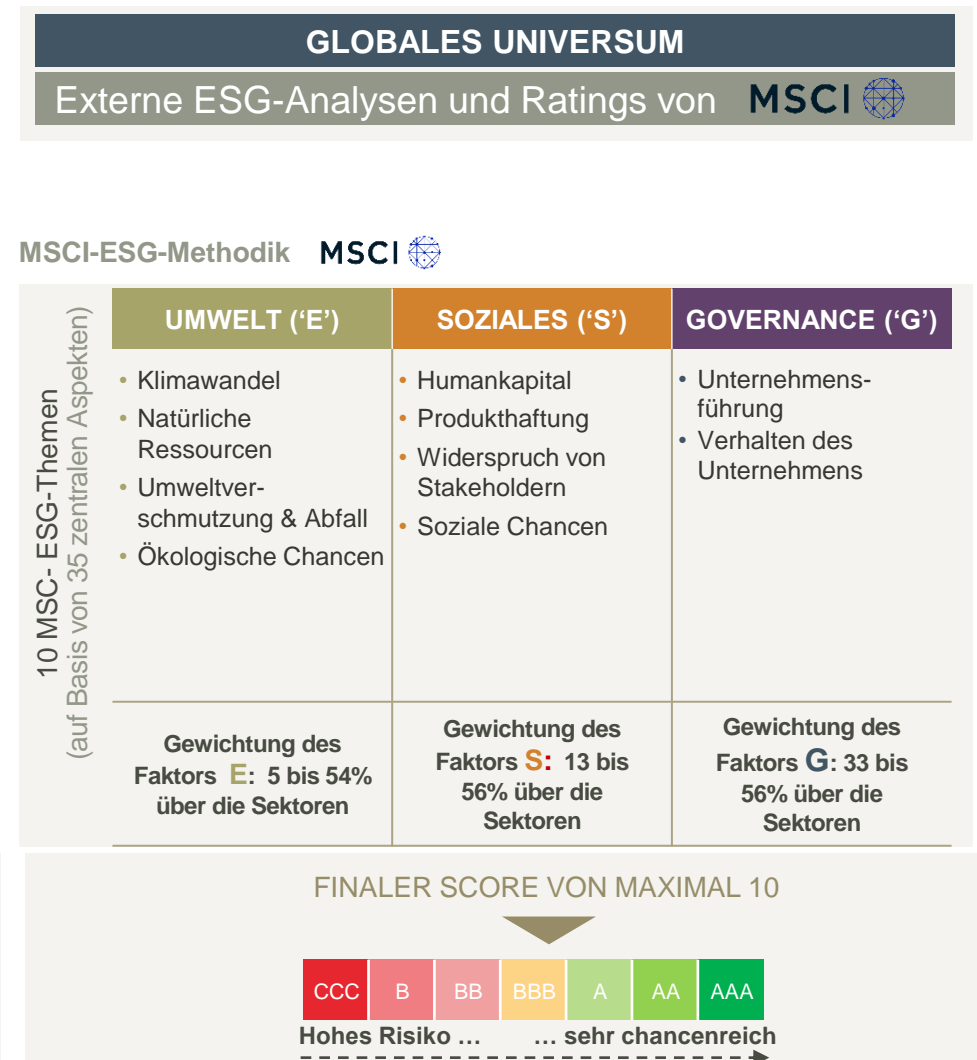 GLOBALES UNIVERSUM
Externe ESG-Analysen und Ratings von MSCI
MSCI-ESG-Methodik MSCI
10 MSC- ESG-Themen
(auf Basis von 35 zentralen Aspekten)
UMWELT (‘E’)
• Klimawandel
• Natürliche
Ressourcen
• Umweltver-
schmutzung & Abfall
• Ökologische Chancen
Gewichtung des
Faktors E: 5 bis 54%
über die Sektoren
SOZIALES (‘S’)
• Humankapital
• Produkthaftung
• Widerspruch von
Stakeholdern
• Soziale Chancen
Gewichtung des
Faktors S: 13 bis
56% über die
Sektoren
GOVERNANCE (‘G’)
• Unternehmens-
führung
• Verhalten des
Unternehmens
Gewichtung des
Faktors G: 33 bis
56% über die
Sektoren
FINALER SCORE VON MAXIMAL 10
CCC B BB BBB A AA AAA
Hohes Risiko … … sehr chancenreich